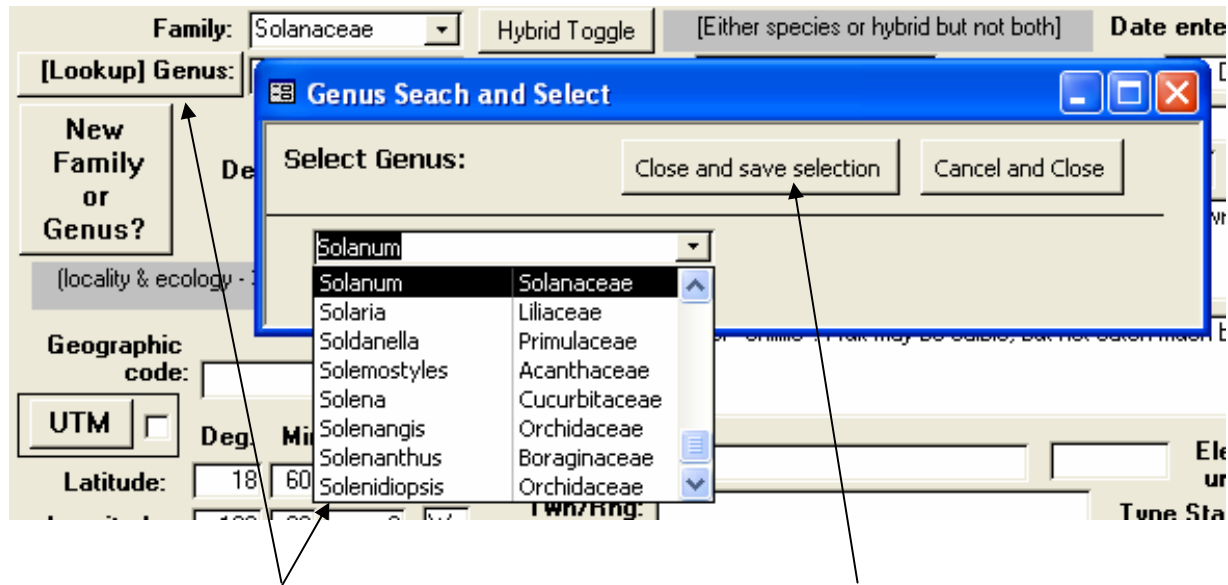 Family: Solanaceae Hybrid Toggle [Either species or hybrid but not both] Date ente
[Lookup] Genus:
Genus Seach and Select
New
Family
or
Genus?
De
Select Genus: Close and save selection Cancel and Close
Solanum
(locality & ecology -
Solanum Solanaceae
Solaria Liliaceae
Soldanella Primulaceae
Solemostyles Acanthaceae
Solena Cucurbitaceae
Solenangis Orchidaceae
Solenanthus Boraginaceae
Solenidiopsis Orchidaceae
Geographic
code:
UTM
Deg. Mi
Ele
Latitude: 18 60
Twn/Rng:
Type Sta